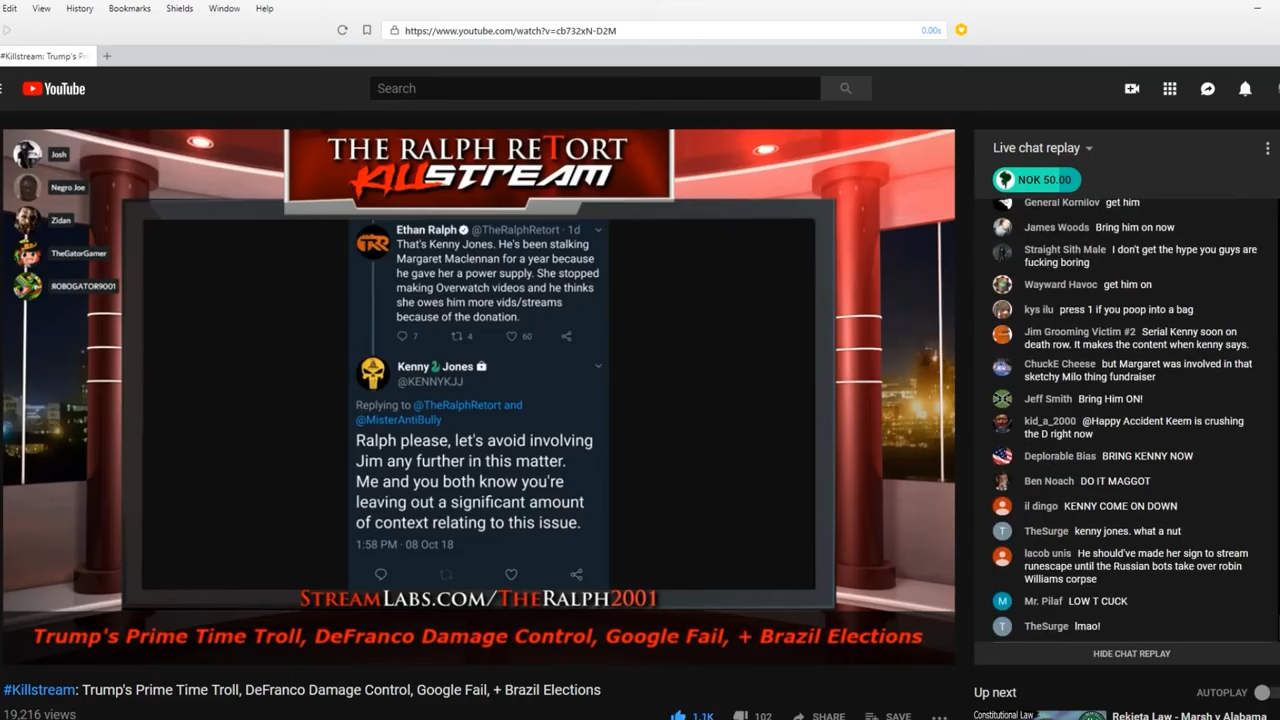 Edit View History Bookmarks Shields Window Help
https://www.youtube.com/watch?v=cb732xN-D2M 0.00s
#Killstream: Trump's Pr
YouTube Search
THE RALPH RETORT
KILLSTREAM
Josh
Negro Joe
Zidan
TheGatorGamer
ROBOGATOR9001
TRR
Ethan Ralph @TheRalphRetort · 1d
That's Kenny Jones. He's been stalking
Margaret Maclennan for a year because
he gave her a power supply. She stopped
making Overwatch videos and he thinks
she owes him more vids/streams
because of the donation.
7 4 60
Kenny Jones
@KENNYKJJ
Replying to @TheRalphRetort and
@MisterAntiBully
Ralph please, let's avoid involving
Jim any further in this matter.
Me and you both know you're
leaving out a significant amount
of context relating to this issue.
1:58 PM · 08 Oct 18
STREAMLABS.COM/THERALPH2001
Trump's Prime Time Troll, DeFranco Damage Control, Google Fail, + Brazil Elections
#Killstream: Trump's Prime Time Troll, DeFranco Damage Control, Google Fail, + Brazil Elections
19,216 views
1.1K 102 SHARE SAVE
Live chat replay
NOK 50.00
General Kornilov get him
James Woods Bring him on now
Straight Sith Male I don't get the hype you guys are
fucking boring
Wayward Havoc get him on
kys ilu press 1 if you poop into a bag
Jim Grooming Victim #2 Serial Kenny soon on
death row. It makes the content when kenny says.
ChuckE Cheese but Margaret was involved in that
sketchy Milo thing fundraiser
Jeff Smith Bring Him ON!
kid_a_2000 @Happy Accident Keem is crushing
the D right now
Deplorable Bias BRING KENNY NOW
Ben Noach DO IT MAGGOT
il dingo KENNY COME ON DOWN
T TheSurge kenny jones. what a nut
Iacob unis He should've made her sign to stream
runescape until the Russian bots take over robin
Williams corpse
M Mr. Pilaf LOW T CUCK
T TheSurge lmao!
HIDE CHAT REPLAY
Up next AUTOPLAY
Constitutional Law
Rekieta Law - Marsh v Alabama